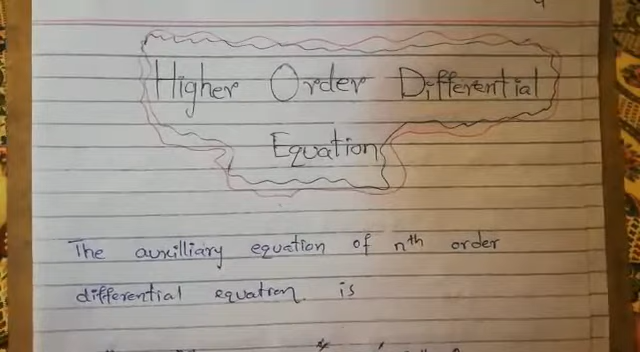 Higher Order Differential
Equation
The auxilliary equation of nth order
differential equation. is